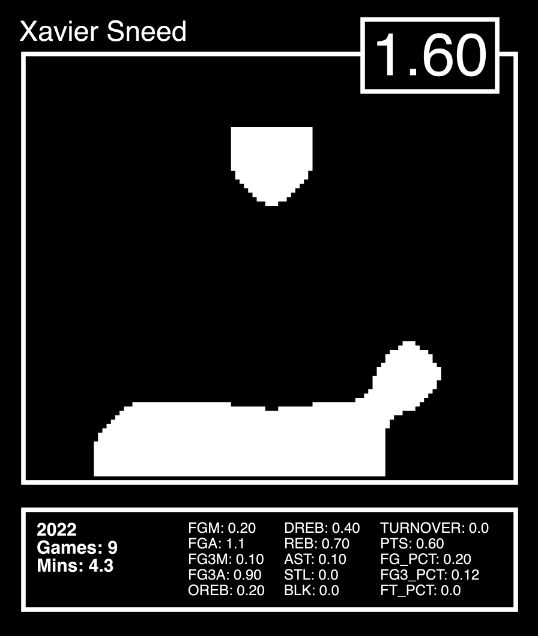 Xavier Sneed
1.60
2022
Games: 9
Mins: 4.3
FGM: 0.20
FGA: 1.1
FG3M: 0.10
FG3A: 0.90
OREB: 0.20
DREB: 0.40
REB: 0.70
AST: 0.10
STL: 0.0
BLK: 0.0
TURNOVER: 0.0
PTS: 0.60
FG_PCT: 0.20
FG3_PCT: 0.12
FT_PCT: 0.0